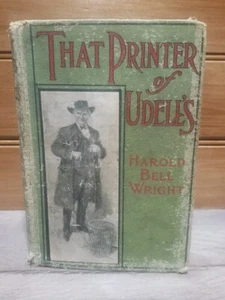 THAT PRINTER
of
UDELL'S
HAROLD
BELL
WRIGHT